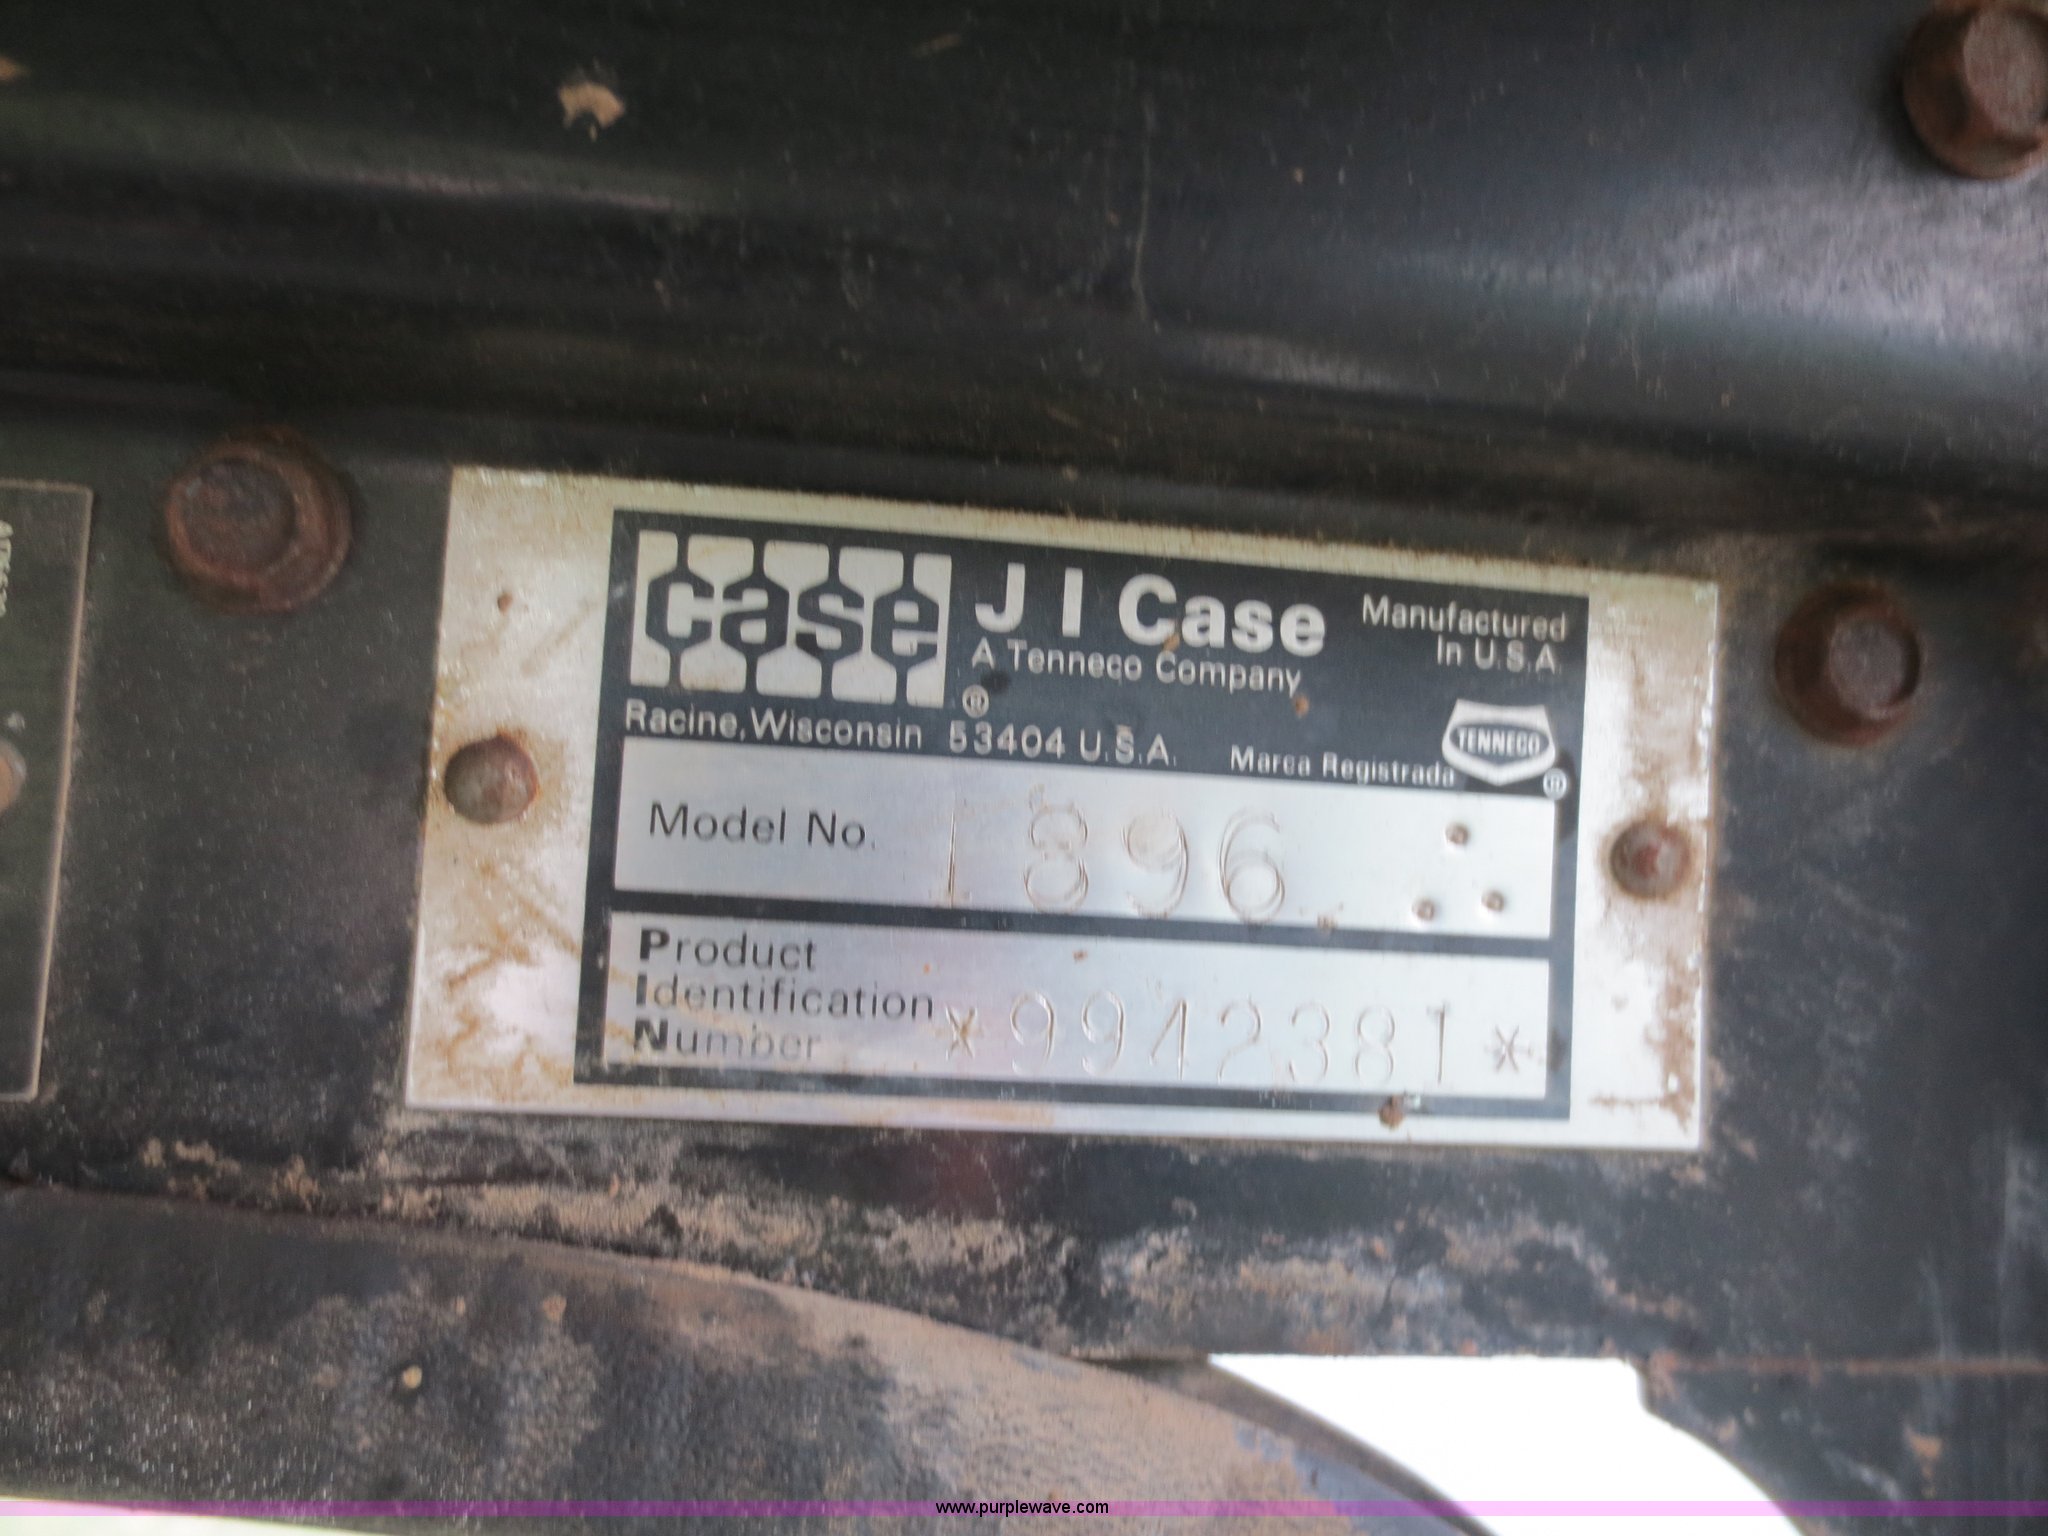 case
J I Case
A Tenneco Company
Manufactured
In U.S.A.
®
Racine, Wisconsin 53404 U.S.A.
Marca Registrada
TENNECO
®
Model No. 1896
Product
Identification
Number *9942381*
www.purplewave.com